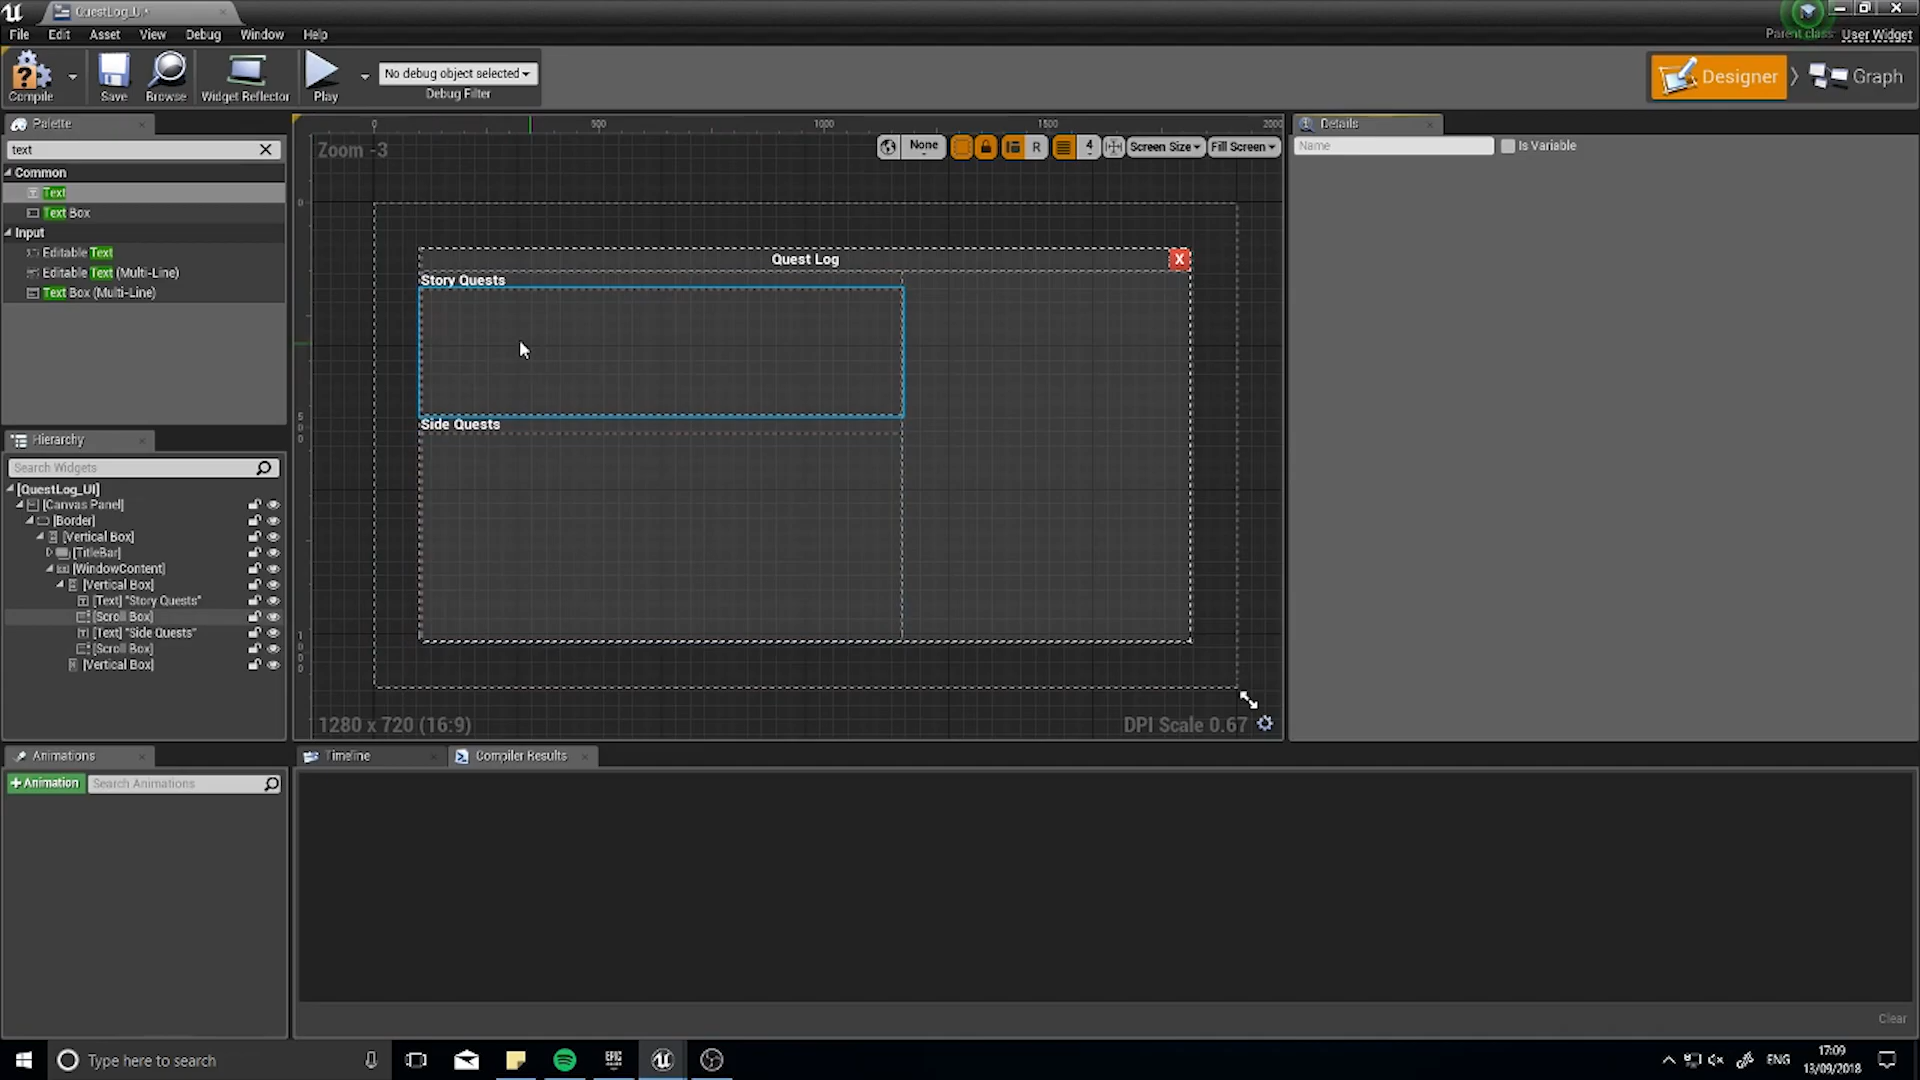 QuestLog_UI*
File Edit Asset View Debug Window Help
Parent class: User Widget
Compile Save Browse Widget Reflector Play
No debug object selected
Debug Filter
Designer Graph
Palette
text
Common
Text
Text Box
Input
Editable Text
Editable Text (Multi-Line)
Text Box (Multi-Line)
Hierarchy
Search Widgets
[QuestLog_UI]
[Canvas Panel]
[Border]
[Vertical Box]
[TitleBar]
[WindowContent]
[Vertical Box]
[Text] "Story Quests"
[Scroll Box]
[Text] "Side Quests"
[Scroll Box]
[Vertical Box]
Animations
+Animation Search Animations
0 500 1000 1500 2000
Zoom -3
None R 4 Screen Size Fill Screen
0
500
1000
Quest Log X
Story Quests
Side Quests
1280 x 720 (16:9)
DPI Scale 0.67
Details
Name Is Variable
Timeline Compiler Results
Clear
Type here to search
EPIC GAMES
ENG
17:09
13/09/2018